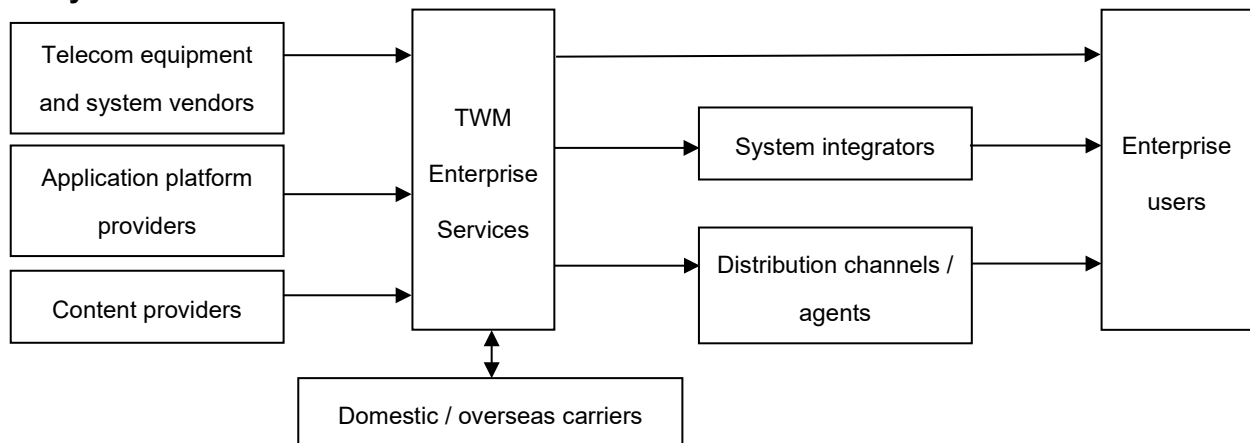 Telecom equipment
and system vendors
Application platform
providers
Content providers
TWM
Enterprise
Services
System integrators
Distribution channels /
agents
Enterprise
users
Domestic / overseas carriers